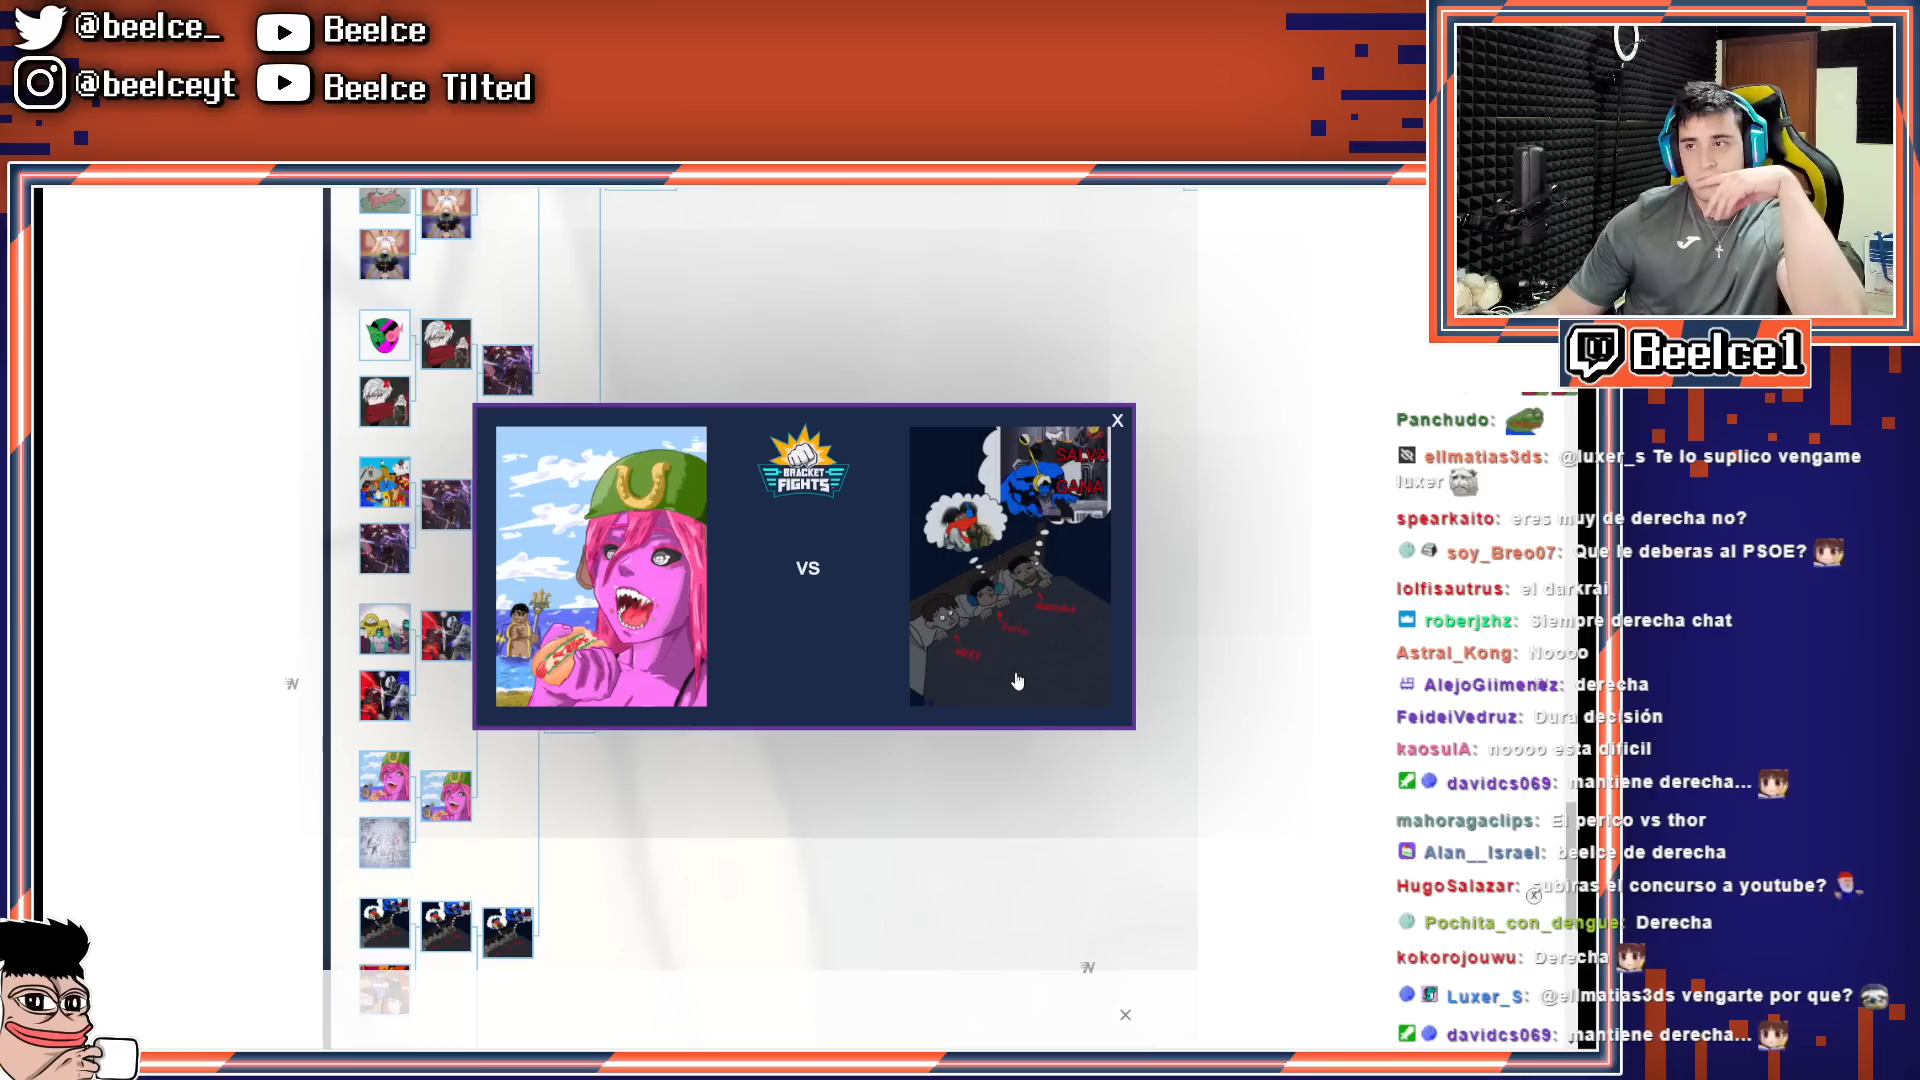 @beelce_
Beelce
@beelceyt
Beelce Tilted
Beelce1
X
BRACKET
FIGHTS
VS
SALVA
GANA
Panchudo:
ellmatias3ds: @luxer_s Te lo suplico vengame
luxer
spearkaito: eres muy de derecha no?
soy_Breo07: Que le deberas al PSOE?
lolfisautrus: el darkrai
roberjzhz: Siempre derecha chat
Astral_Kong: Noooo
AlejoGiimenez: derecha
FeideiVedruz: Dura decisión
kaosulA: noooo esta dificil
davidcs069: mantiene derecha...
mahoragaclips: El perico vs thor
Alan__Israel: beelce de derecha
HugoSalazar: subiras el concurso a youtube?
Pochita_con_dengue: Derecha
kokorojouwu: Derecha
Luxer_S: @ellmatias3ds vengarte por que?
davidcs069: mantiene derecha...